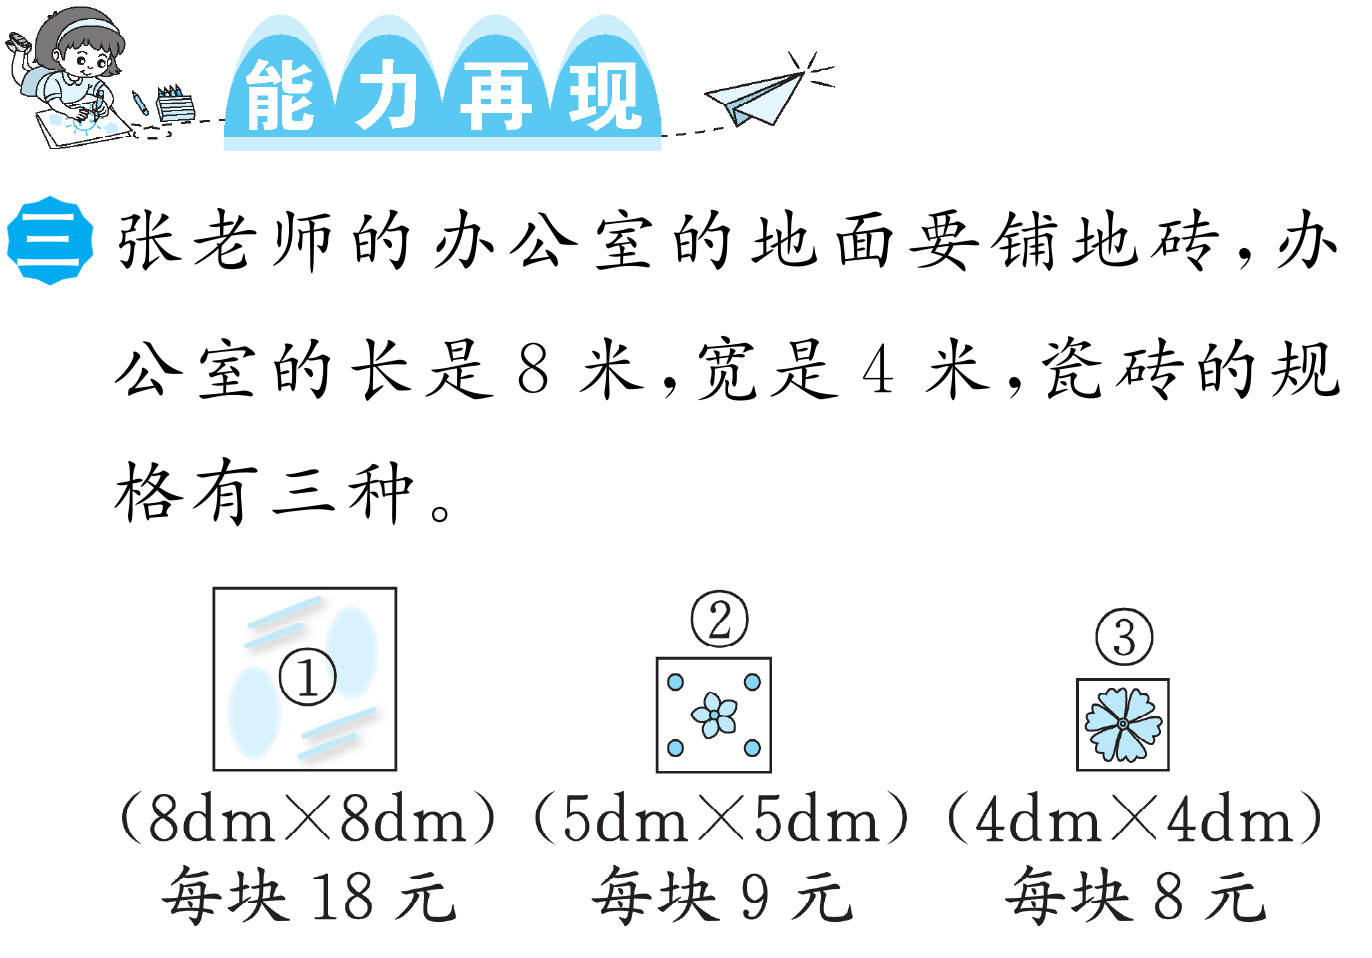 能力再现
三 张老师的办公室的地面要铺地砖,办
公室的长是8米,宽是4米,瓷砖的规
格有三种。
① ② ③
(8dm×8dm) (5dm×5dm) (4dm×4dm)
每块18元 每块9元 每块8元